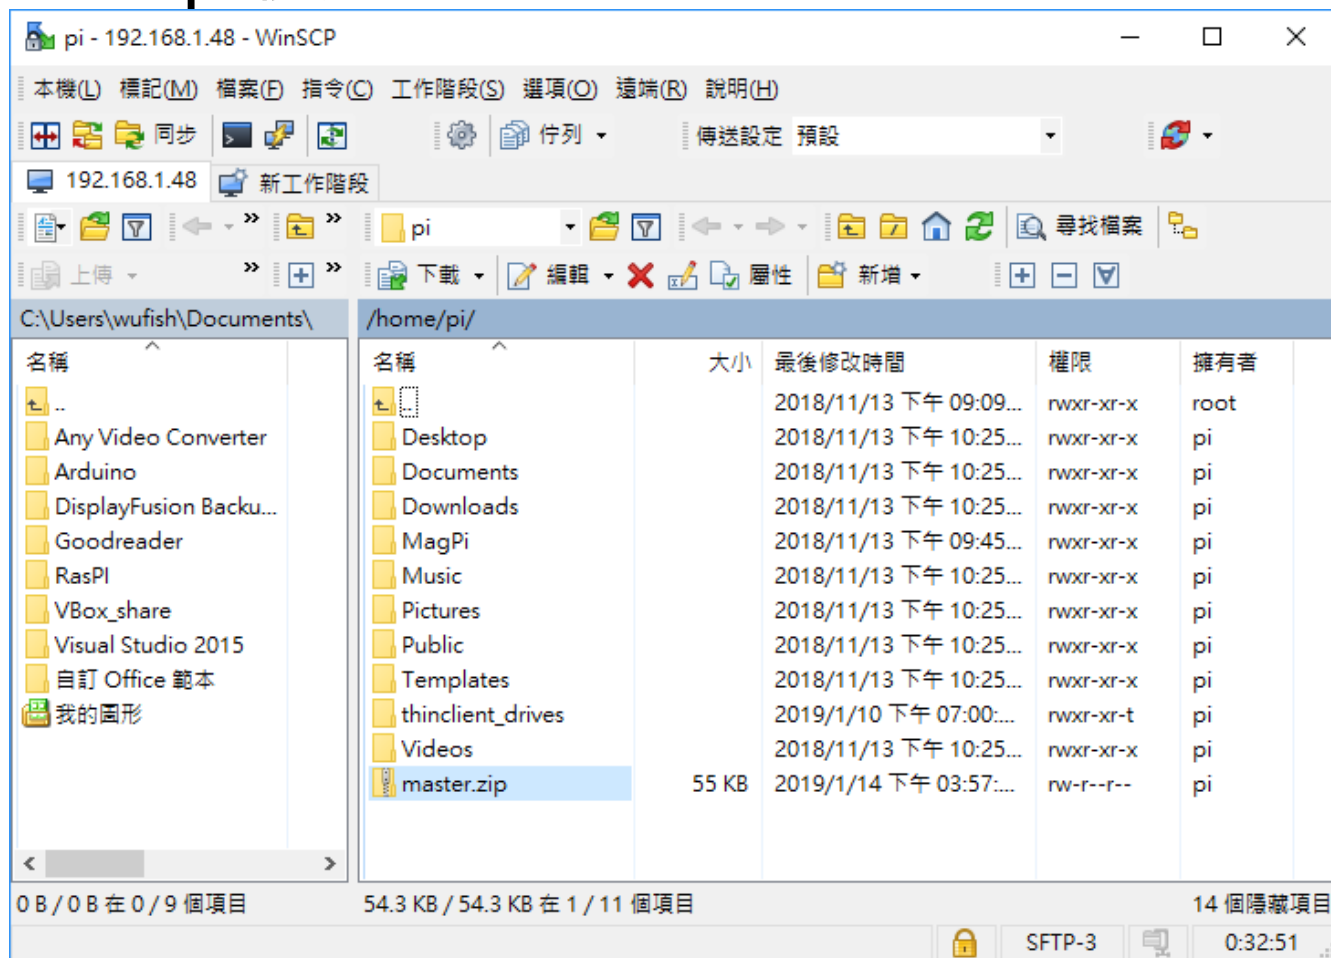 pi - 192.168.1.48 - WinSCP
本機(L) 標記(M) 檔案(F) 指令(C) 工作階段(S) 選項(O) 遠端(R) 說明(H)
同步 佇列 傳送設定 預設
192.168.1.48 新工作階段
pi 尋找檔案
上傳 下載 編輯 屬性 新增
C:\Users\wufish\Documents\ /home/pi/
名稱 名稱 大小 最後修改時間 權限 擁有者
.. .. 2018/11/13 下午 09:09... rwxr-xr-x root
Any Video Converter Desktop 2018/11/13 下午 10:25... rwxr-xr-x pi
Arduino Documents 2018/11/13 下午 10:25... rwxr-xr-x pi
DisplayFusion Backu... Downloads 2018/11/13 下午 10:25... rwxr-xr-x pi
Goodreader MagPi 2018/11/13 下午 09:45... rwxr-xr-x pi
RasPI Music 2018/11/13 下午 10:25... rwxr-xr-x pi
VBox_share Pictures 2018/11/13 下午 10:25... rwxr-xr-x pi
Visual Studio 2015 Public 2018/11/13 下午 10:25... rwxr-xr-x pi
自訂 Office 範本 Templates 2018/11/13 下午 10:25... rwxr-xr-x pi
我的圖形 thinclient_drives 2019/1/10 下午 07:00:... rwxr-xr-t pi
Videos 2018/11/13 下午 10:25... rwxr-xr-x pi
master.zip 55 KB 2019/1/14 下午 03:57:... rw-r--r-- pi
0 B / 0 B 在 0 / 9 個項目 54.3 KB / 54.3 KB 在 1 / 11 個項目 14 個隱藏項目
SFTP-3 0:32:51